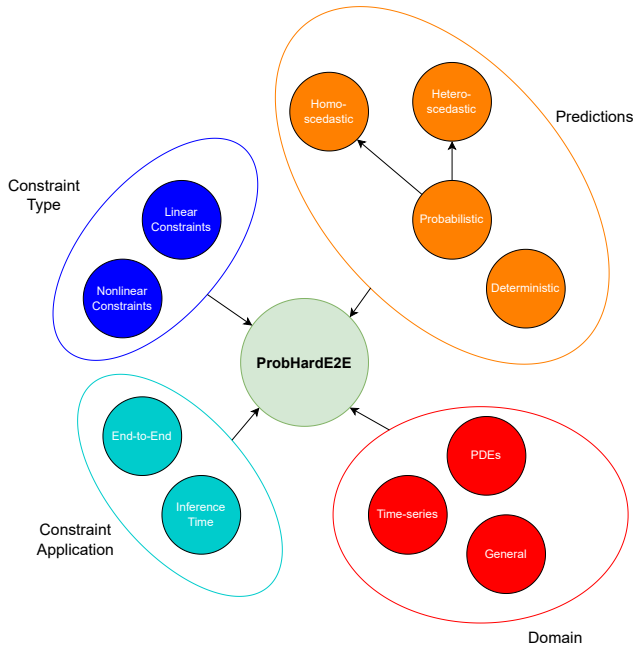 Homo-
scedastic
Hetero-
scedastic
Predictions
Probabilistic
Deterministic
Constraint
Type
Linear
Constraints
Nonlinear
Constraints
ProbHardE2E
End-to-End
Inference
Time
Constraint
Application
PDEs
Time-series
General
Domain